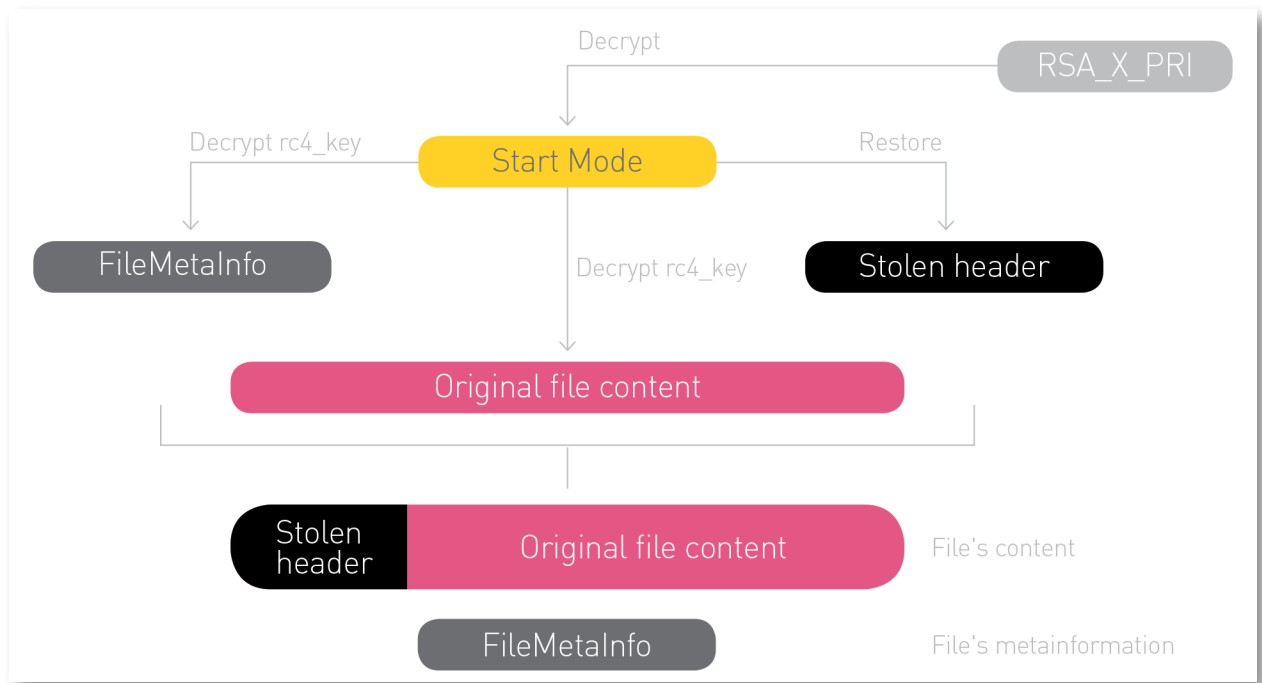 Decrypt
RSA_X_PRI
Decrypt rc4_key
Start Mode
Restore
FileMetaInfo
Decrypt rc4_key
Stolen header
Original file content
Stolen
header
Original file content
File's content
FileMetaInfo
File's metainformation